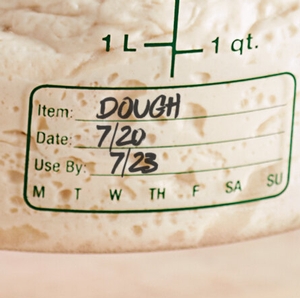 1 L 1 qt.
Item: DOUGH
Date: 7/20
Use By: 7/23
M T W TH F SA SU